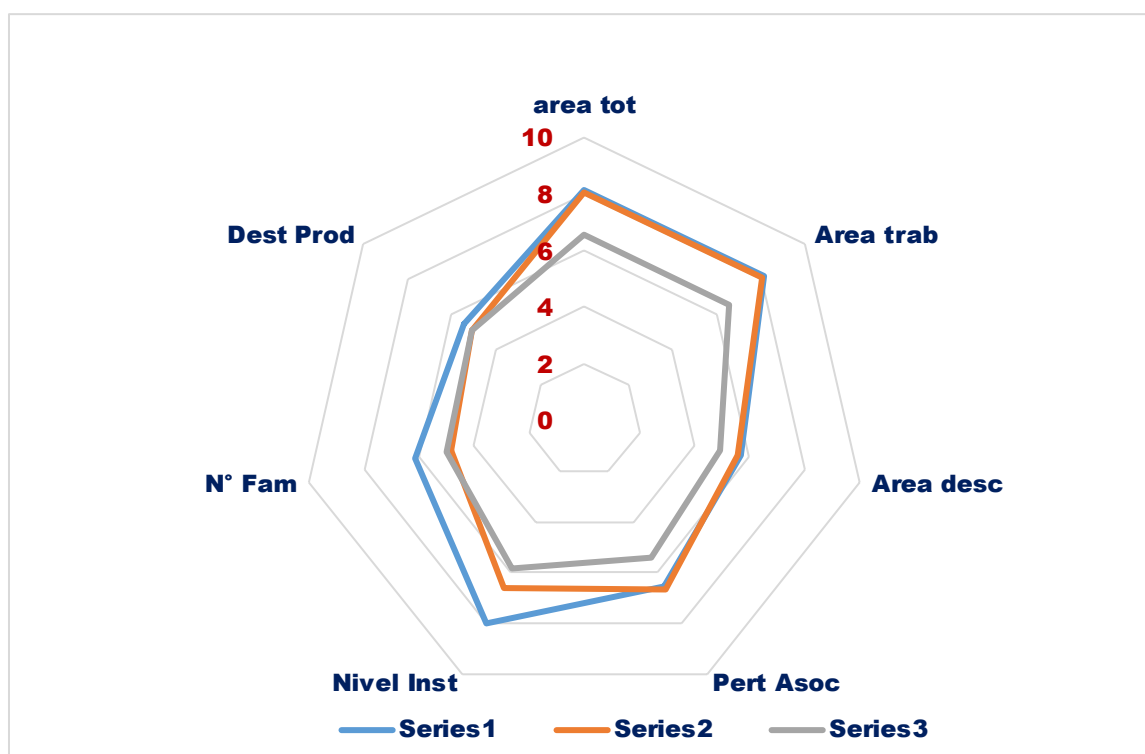 area tot
10
8
Dest Prod
Area trab
6
4
2
0
N° Fam
Area desc
Nivel Inst
Pert Asoc
Series1 Series2 Series3